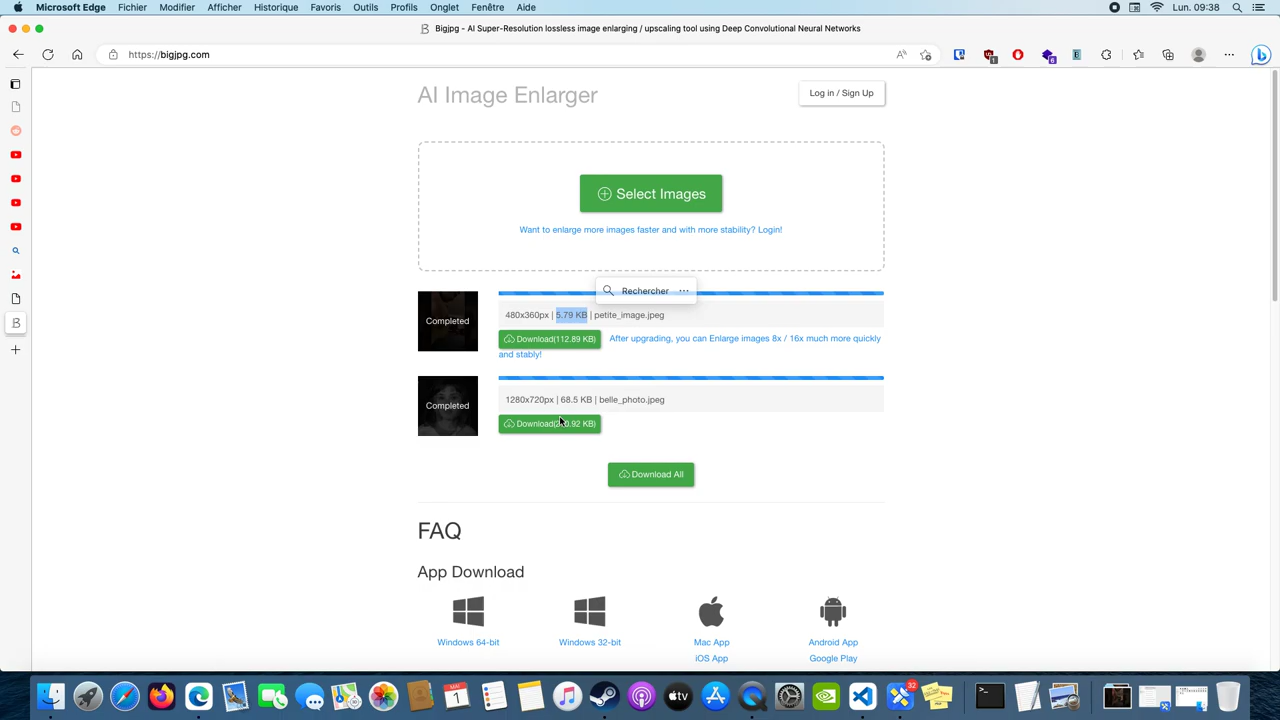 Microsoft Edge Fichier Modifier Afficher Historique Favoris Outils Profils Onglet Fenêtre Aide Lun. 09:38
Bigjpg - AI Super-Resolution lossless image enlarging / upscaling tool using Deep Convolutional Neural Networks
https://bigjpg.com
AI Image Enlarger
Log in / Sign Up
Select Images
Want to enlarge more images faster and with more stability? Login!
Rechercher
Completed
480x360px | 5.79 KB | petite_image.jpeg
Download(112.89 KB) After upgrading, you can Enlarge images 8x / 16x much more quickly
and stably!
Completed
1280x720px | 68.5 KB | belle_photo.jpeg
Download
Download All
FAQ
App Download
Windows 64-bit Windows 32-bit Mac App Android App
iOS App Google Play